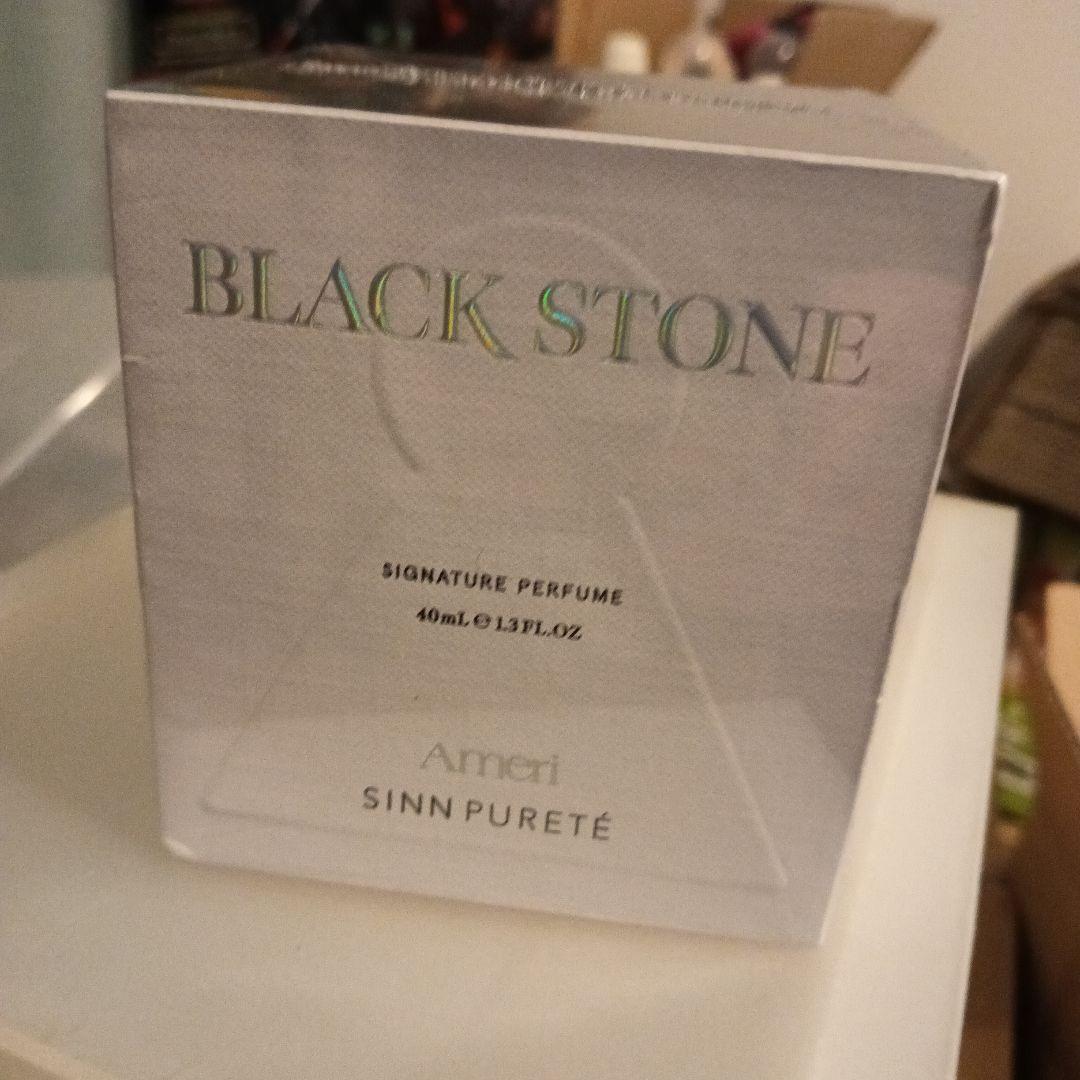 BLACK STONE
SIGNATURE PERFUME
40mL ℮ 1.3 FL.OZ
Ameri
SINN PURETÉ